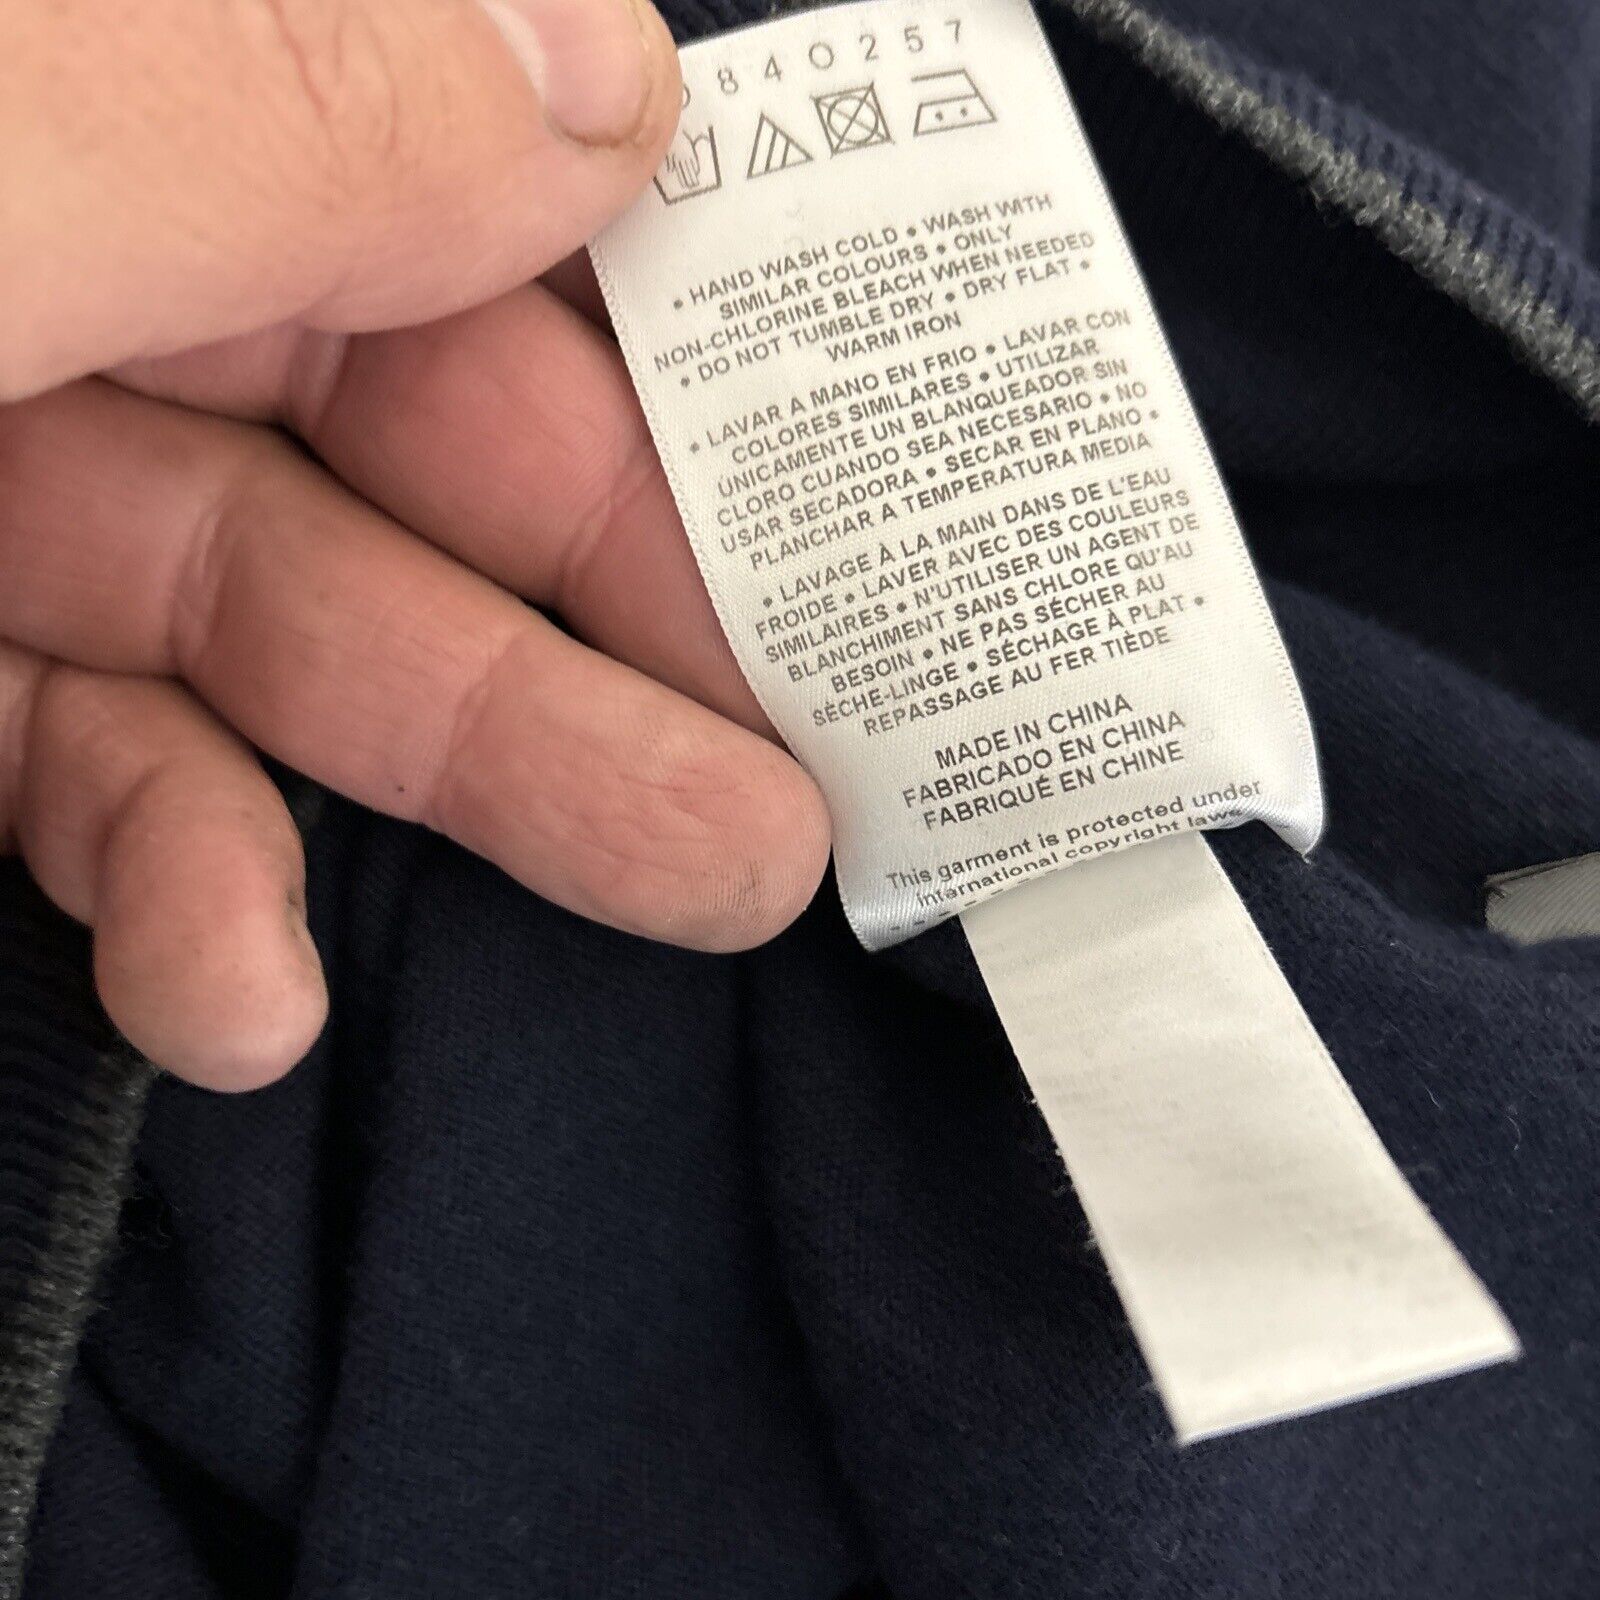 840257
• HAND WASH COLD • WASH WITH
SIMILAR COLOURS • ONLY
NON-CHLORINE BLEACH WHEN NEEDED
• DO NOT TUMBLE DRY • DRY FLAT •
WARM IRON
• LAVAR A MANO EN FRIO • LAVAR CON
COLORES SIMILARES • UTILIZAR
ÚNICAMENTE UN BLANQUEADOR SIN
CLORO CUANDO SEA NECESARIO • NO
USAR SECADORA • SECAR EN PLANO •
PLANCHAR A TEMPERATURA MEDIA
• LAVAGE À LA MAIN DANS DE L'EAU
FROIDE • LAVER AVEC DES COULEURS
SIMILAIRES • N'UTILISER UN AGENT DE
BLANCHIMENT SANS CHLORE QU'AU
BESOIN • NE PAS SÉCHER AU
SÈCHE-LINGE • SÉCHAGE À PLAT •
REPASSAGE AU FER TIÈDE
MADE IN CHINA
FABRICADO EN CHINA
FABRIQUÉ EN CHINE
This garment is protected under
international copyright laws